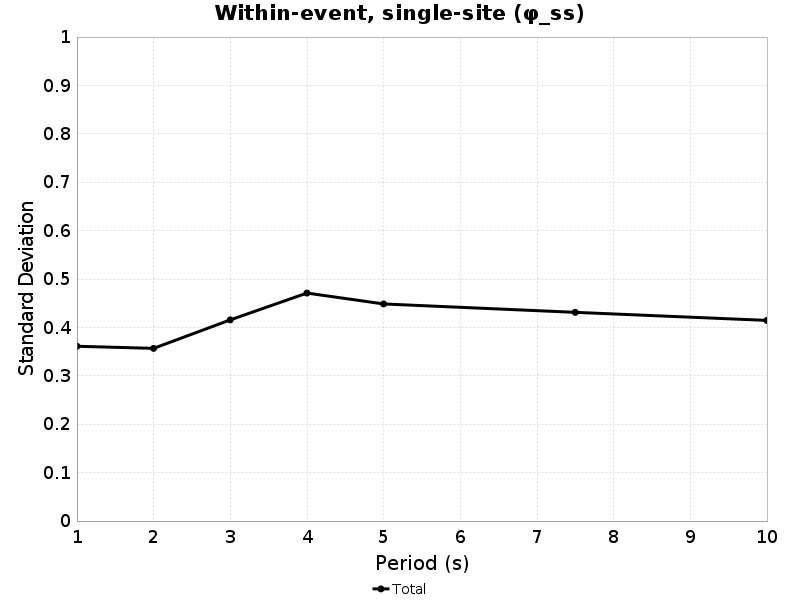 Within-event, single-site (φ_ss)
1
0.9
0.8
0.7
0.6
0.5
0.4
0.3
0.2
0.1
0
Standard Deviation
1 2 3 4 5 6 7 8 9 10
Period (s)
Total